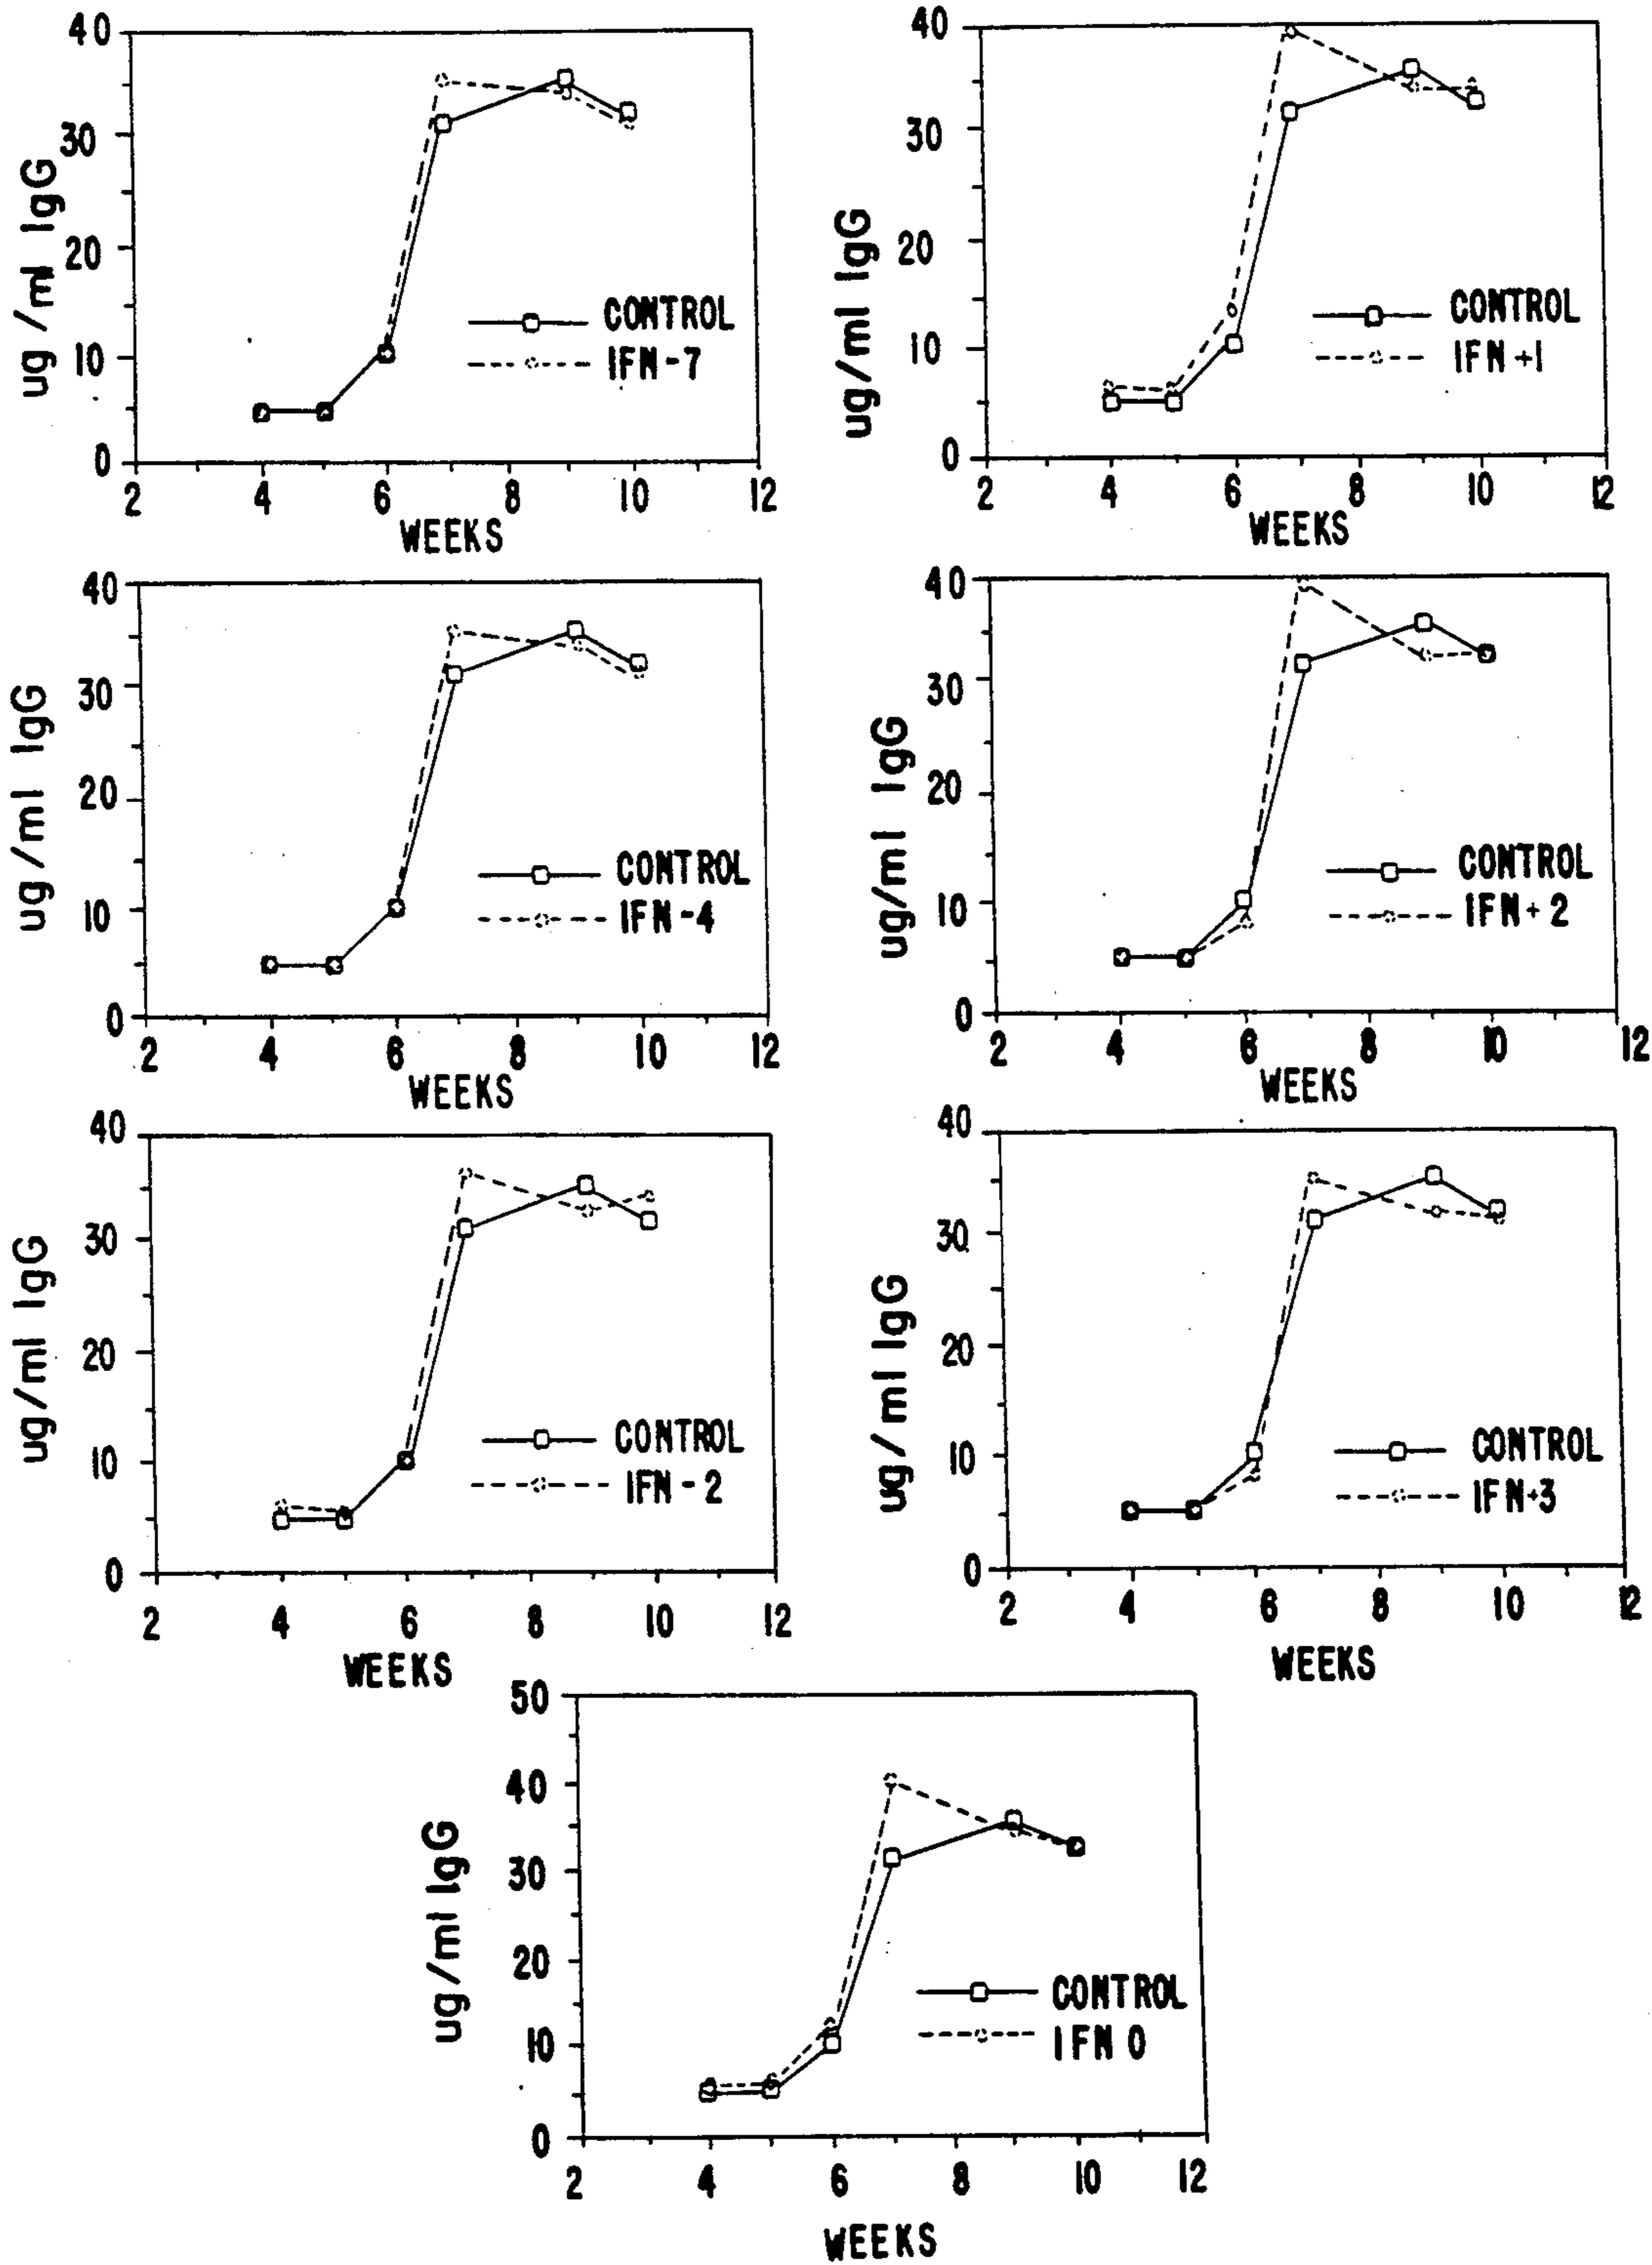 40
30
20
10
0
ug/ml IgG
CONTROL
IFN-7
2 4 6 8 10 12
WEEKS
40
30
20
10
0
ug/ml IgG
CONTROL
IFN+1
2 4 6 8 10 12
WEEKS
40
30
20
10
0
ug/ml IgG
CONTROL
IFN-4
2 4 6 8 10 12
WEEKS
40
30
20
10
0
ug/ml IgG
CONTROL
IFN+2
2 4 6 8 10 12
WEEKS
40
30
20
10
0
ug/ml IgG
CONTROL
IFN-2
2 4 6 8 10 12
WEEKS
40
30
20
10
0
ug/ml IgG
CONTROL
IFN+3
2 4 6 8 10 12
WEEKS
50
40
30
20
10
0
ug/ml IgG
CONTROL
IFN 0
2 4 6 8 10 12
WEEKS